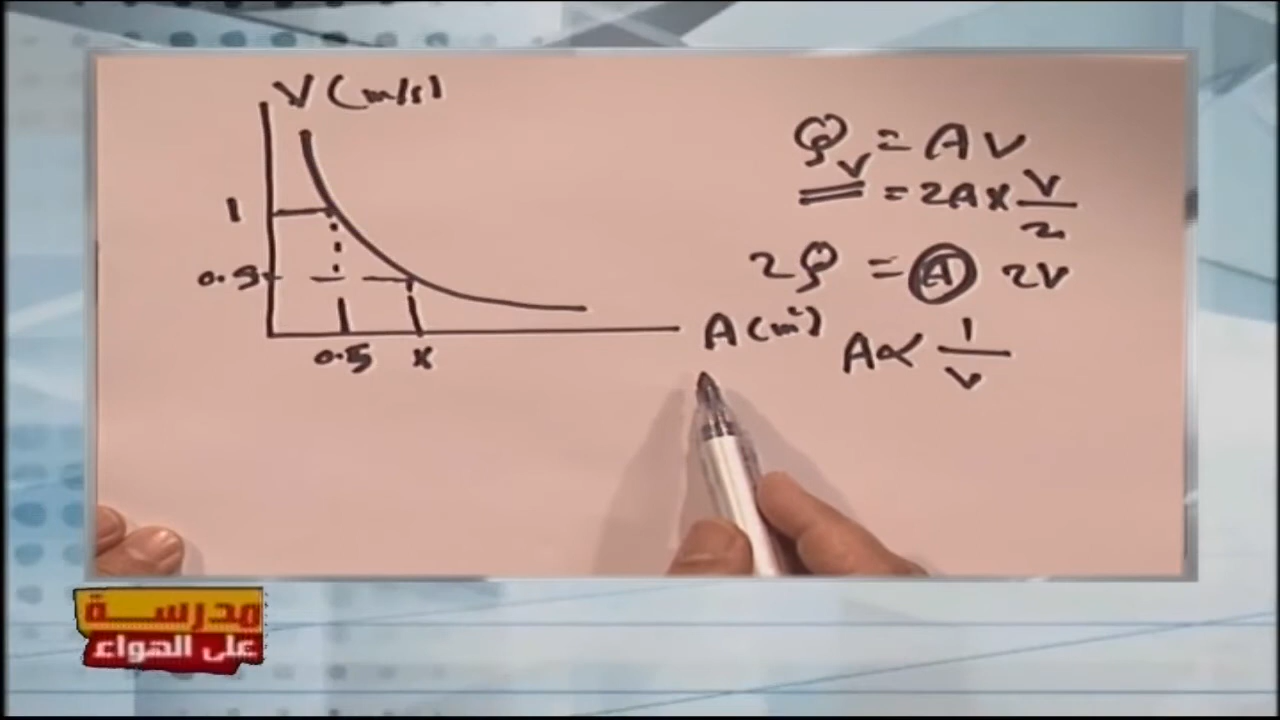 V (m/s)
1
0.5
0.5
x
A (m²)
Qᵥ = AV
= 2A × V/2
2Q = A 2V
A ∝ 1/v
مدرسة
على الهواء